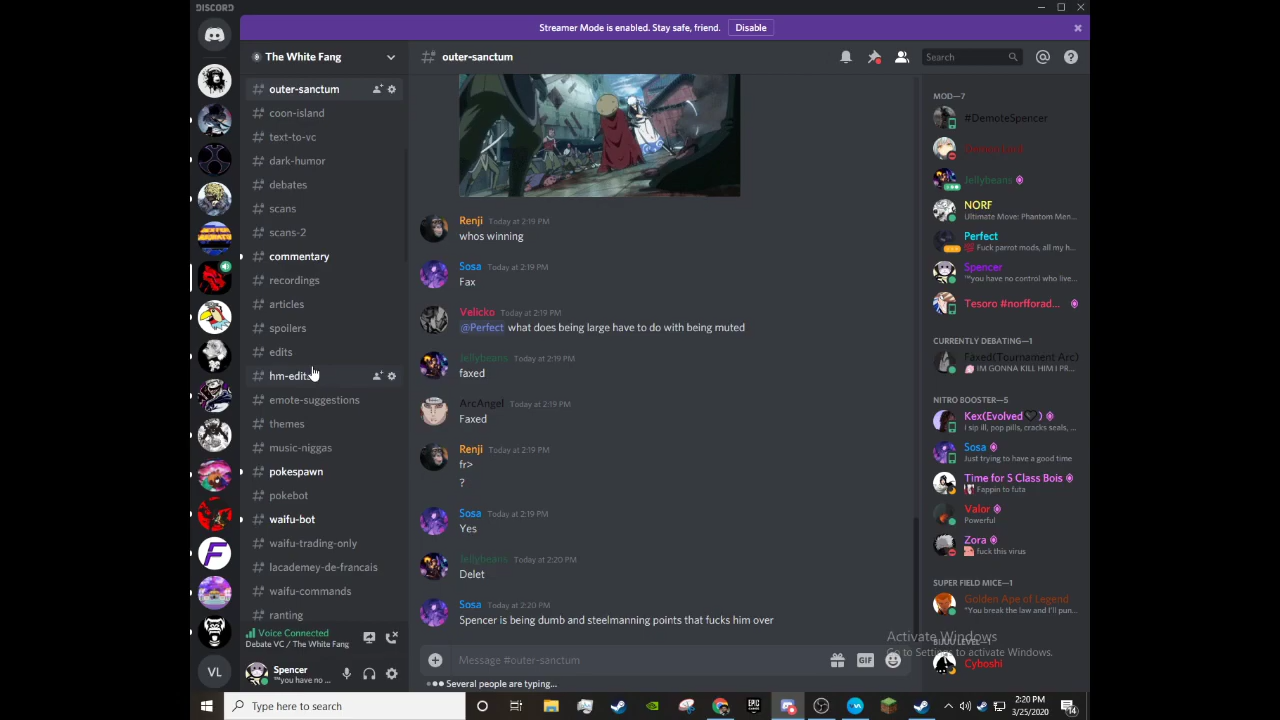 DISCORD
Streamer Mode is enabled. Stay safe, friend. Disable
The White Fang
outer-sanctum
coon-island
text-to-vc
dark-humor
debates
scans
scans-2
commentary
recordings
articles
spoilers
edits
hm-edits
emote-suggestions
themes
music-niggas
pokespawn
pokebot
waifu-bot
waifu-trading-only
lacademey-de-francais
waifu-commands
ranting
Voice Connected
Debate VC / The White Fang
Spencer
"you have no ...
VL
outer-sanctum
Search
Renji Today at 2:19 PM
whos winning
Sosa Today at 2:19 PM
Fax
Velicko Today at 2:19 PM
@Perfect what does being large have to do with being muted
Jellybeans Today at 2:19 PM
faxed
ArcAngel Today at 2:19 PM
Faxed
Renji Today at 2:19 PM
fr>
?
Sosa Today at 2:19 PM
Yes
Jellybeans Today at 2:20 PM
Delet
Sosa Today at 2:20 PM
Spencer is being dumb and steelmanning points that fucks him over
Message #outer-sanctum
GIF
Several people are typing...
MOD—7
#DemoteSpencer
Jellybeans
NORF
Ultimate Move: Phantom Men...
Perfect
Fuck parrot mods, all my h...
Spencer
"you have no control who live...
Tesoro #norfforad...
CURRENTLY DEBATING—1
Faxed(Tournament Arc)
IM GONNA KILL HIM I PR...
NITRO BOOSTER—5
Kex(Evolved 🖤)
i sip ill, pop pills, cracks seals, ...
Sosa
Just trying to have a good time
Time for S Class Bois
Fappin to futa
Valor
Powerful
Zora
fuck this virus
SUPER FIELD MICE—1
Golden Ape of Legend
"You break the law and I'll pun...
BIJUU LEVEL—1
Cyboshi
Activate Windows
Go to Settings to activate Windows.
Type here to search
EPIC GAMES
2:20 PM
3/25/2020
14